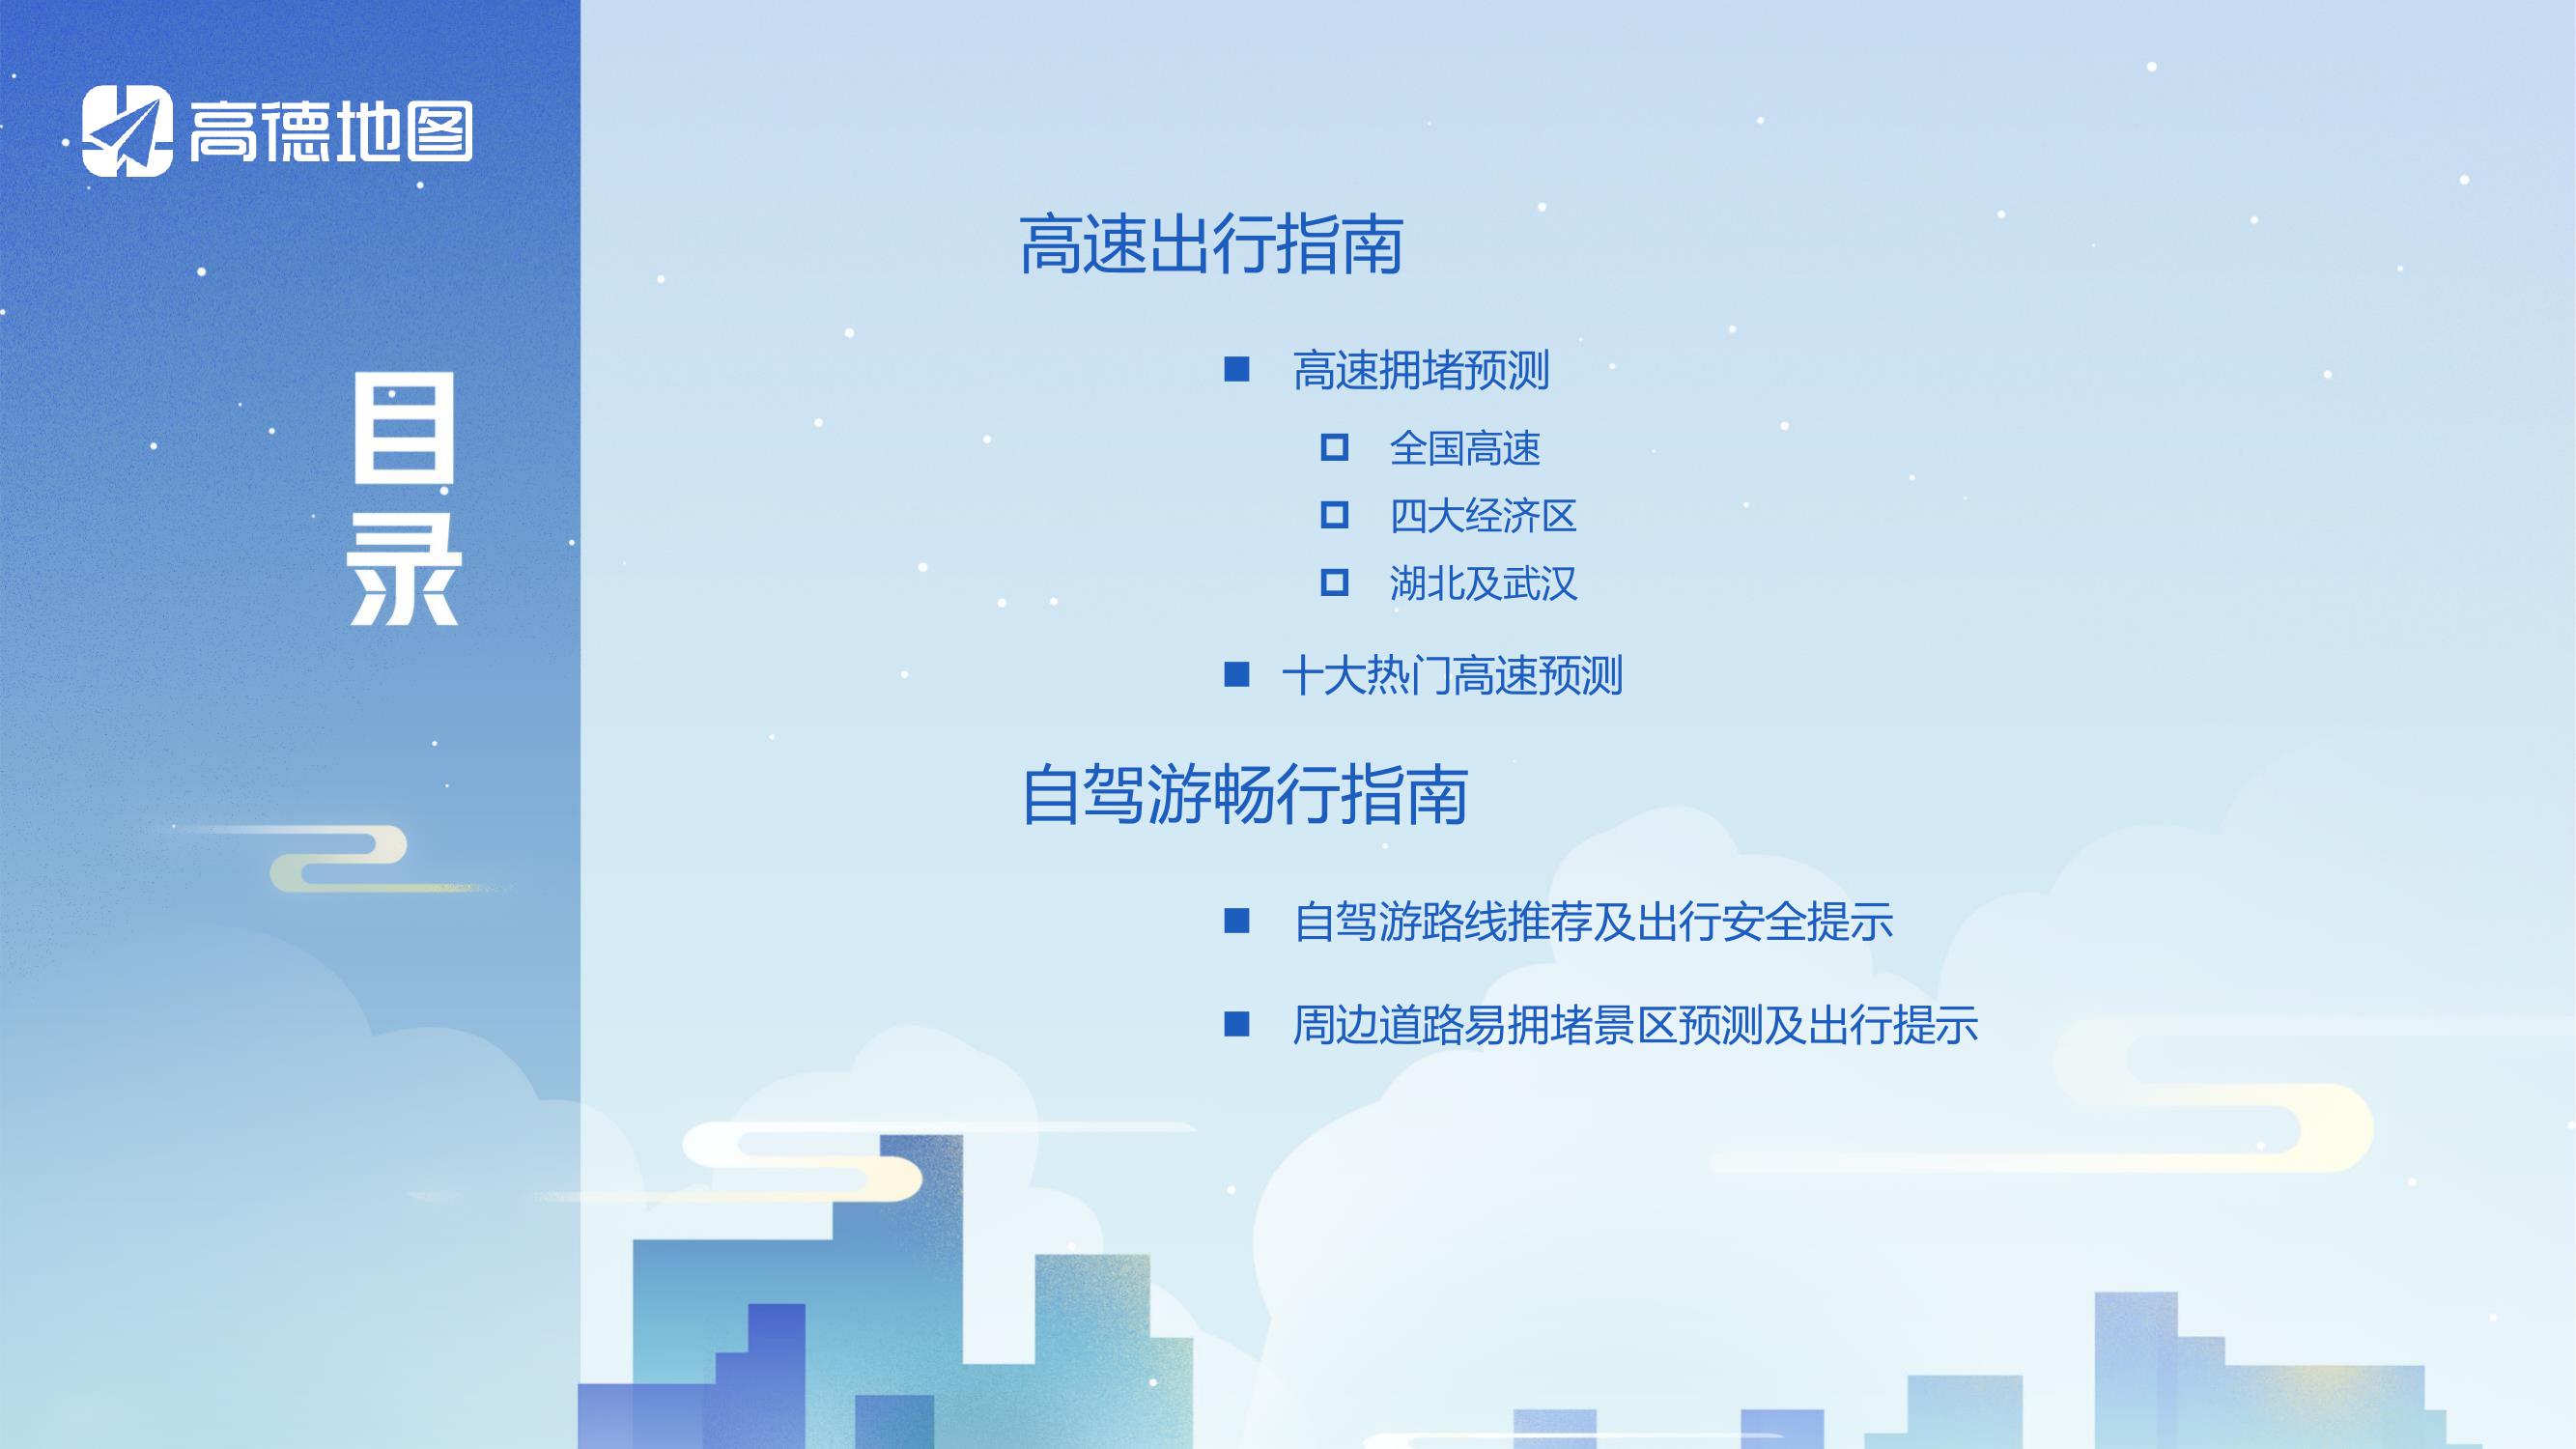 高德地图
目
录
高速出行指南
■ 高速拥堵预测
□ 全国高速
□ 四大经济区
□ 湖北及武汉
■ 十大热门高速预测
自驾游畅行指南
■ 自驾游路线推荐及出行安全提示
■ 周边道路易拥堵景区预测及出行提示